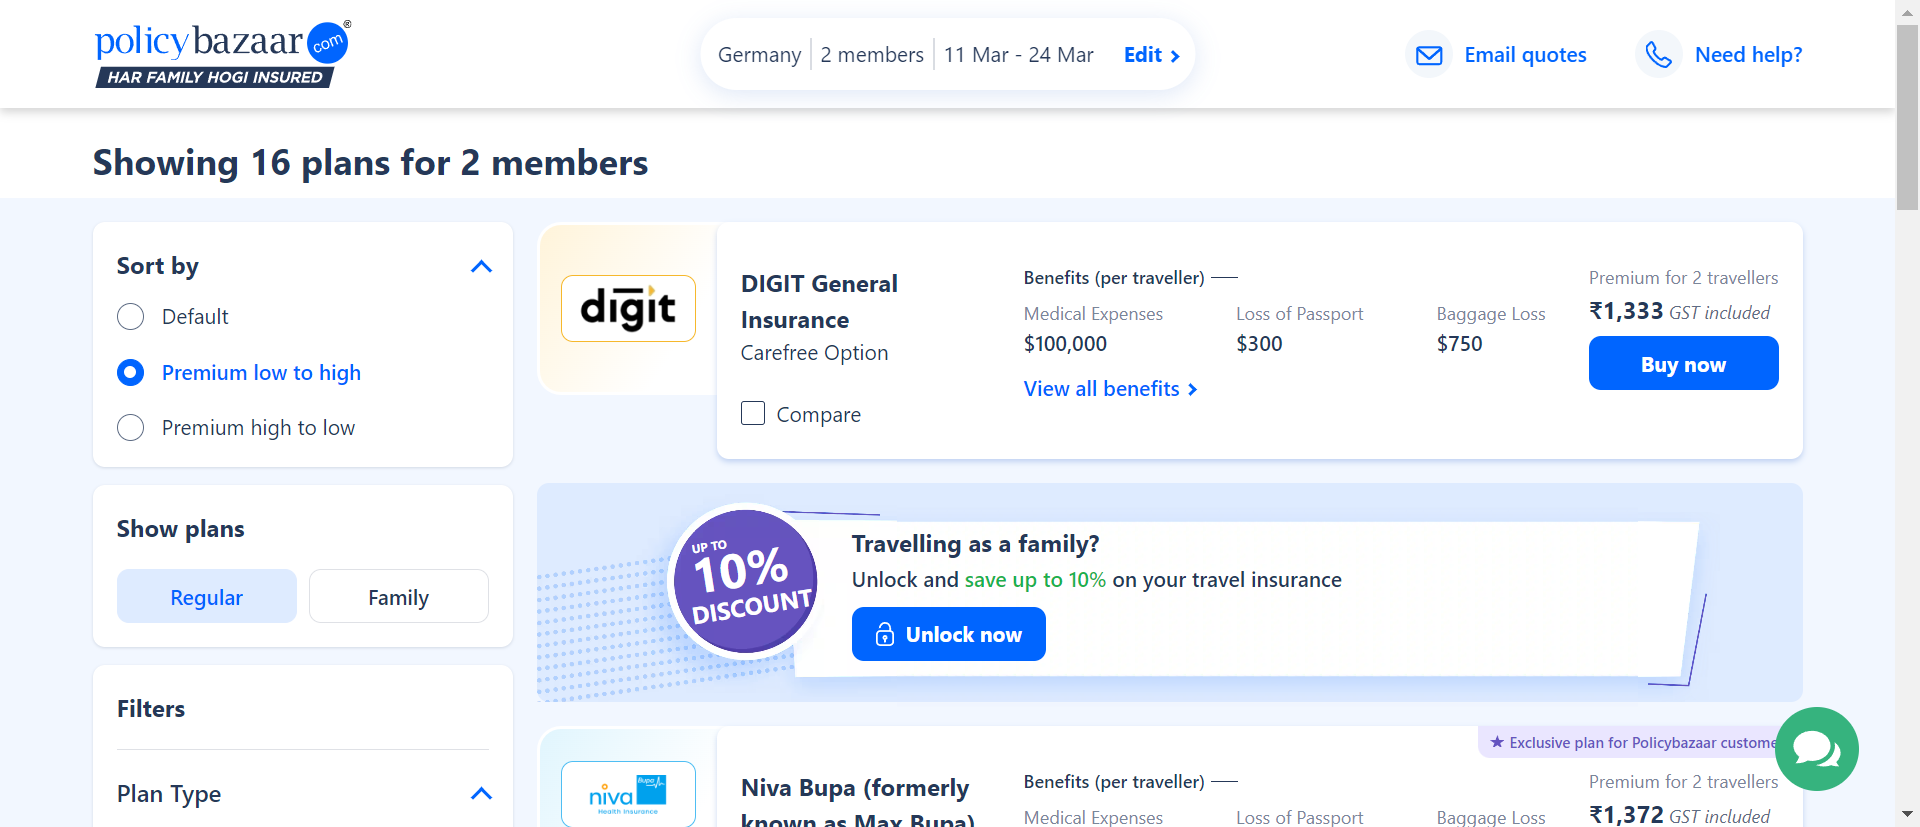 policybazaar com ®
HAR FAMILY HOGI INSURED
Germany 2 members 11 Mar - 24 Mar Edit
Email quotes
Need help?
Showing 16 plans for 2 members
Sort by
Default
Premium low to high
Premium high to low
Show plans
Regular
Family
Filters
Plan Type
digit
DIGIT General
Insurance
Carefree Option
Compare
Benefits (per traveller)
Medical Expenses
$100,000
Loss of Passport
$300
Baggage Loss
$750
View all benefits
Premium for 2 travellers
₹1,333 GST included
Buy now
UP TO
10%
DISCOUNT
Travelling as a family?
Unlock and save up to 10% on your travel insurance
Unlock now
★ Exclusive plan for Policybazaar custome
niva Bupa
Health Insurance
Niva Bupa (formerly
known as Max Bupa)
Benefits (per traveller)
Medical Expenses
Loss of Passport
Baggage Loss
Premium for 2 travellers
₹1,372 GST included